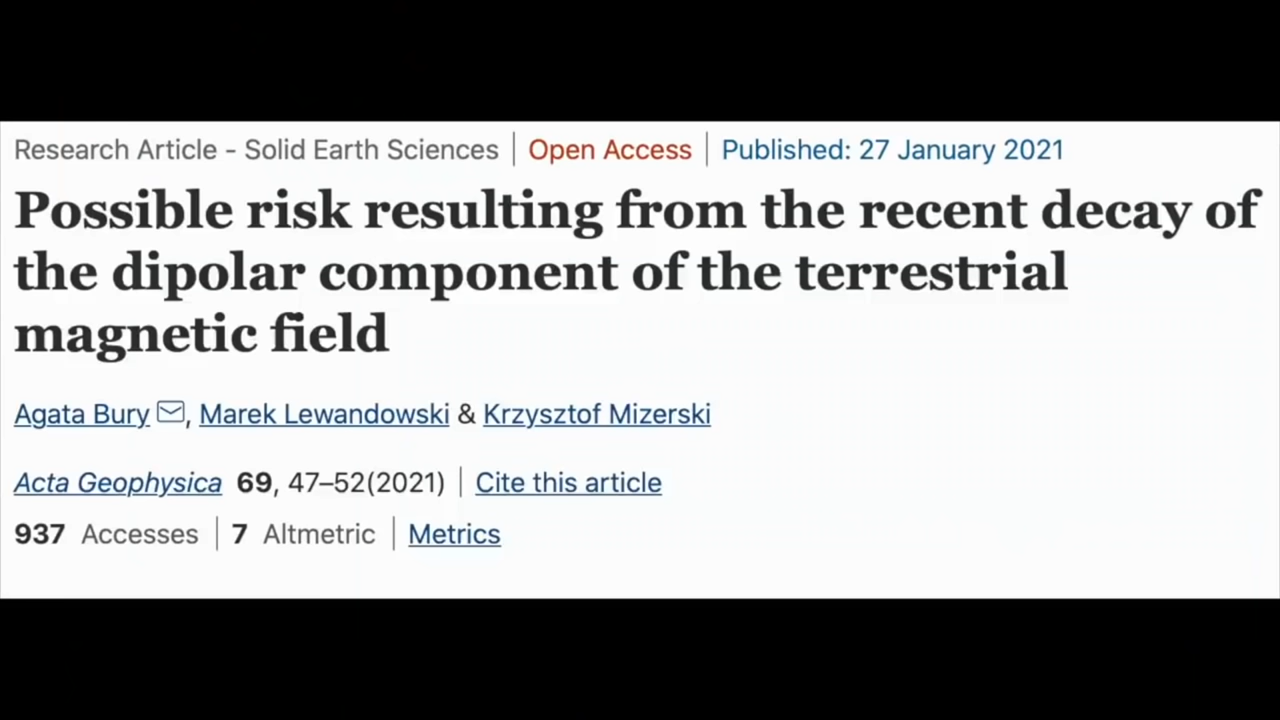 Research Article - Solid Earth Sciences | Open Access | Published: 27 January 2021
Possible risk resulting from the recent decay of
the dipolar component of the terrestrial
magnetic field
Agata Bury, Marek Lewandowski & Krzysztof Mizerski
Acta Geophysica 69, 47–52(2021) | Cite this article
937 Accesses | 7 Altmetric | Metrics